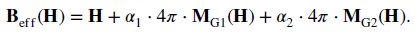 B_eff(H) = H + α₁ · 4π · M_G1(H) + α₂ · 4π · M_G2(H).